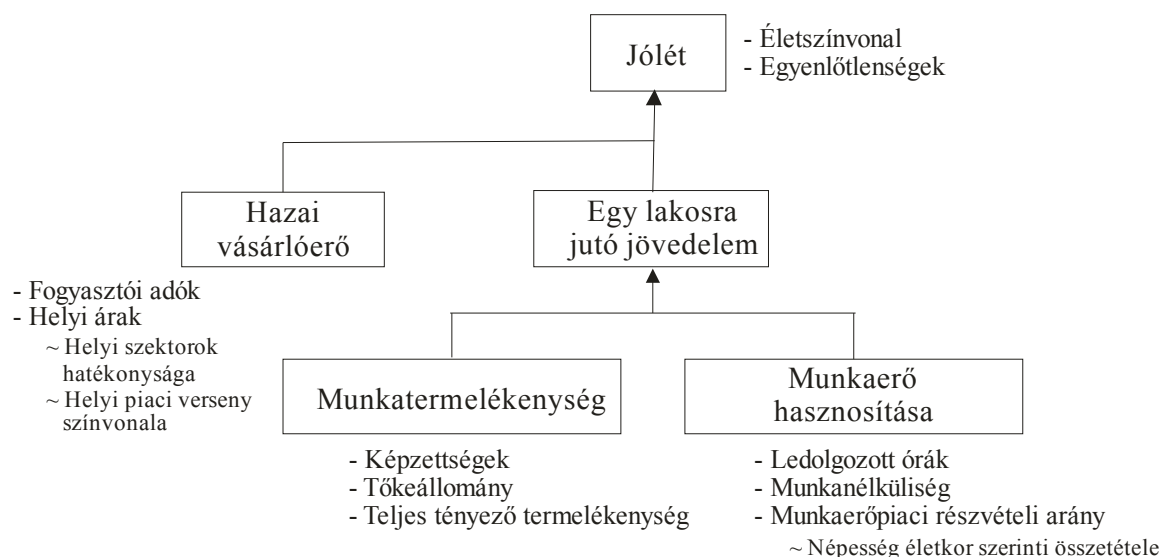 Jólét
- Életszínvonal
- Egyenlőtlenségek
Hazai
vásárlóerő
Egy lakosra
jutó jövedelem
- Fogyasztói adók
- Helyi árak
~ Helyi szektorok
hatékonysága
~ Helyi piaci verseny
színvonala
Munkatermelékenység
Munkaerő
hasznosítása
- Képzettségek
- Tőkeállomány
- Teljes tényező termelékenység
- Ledolgozott órák
- Munkanélküliség
- Munkaerőpiaci részvételi arány
~ Népesség életkor szerinti összetétele